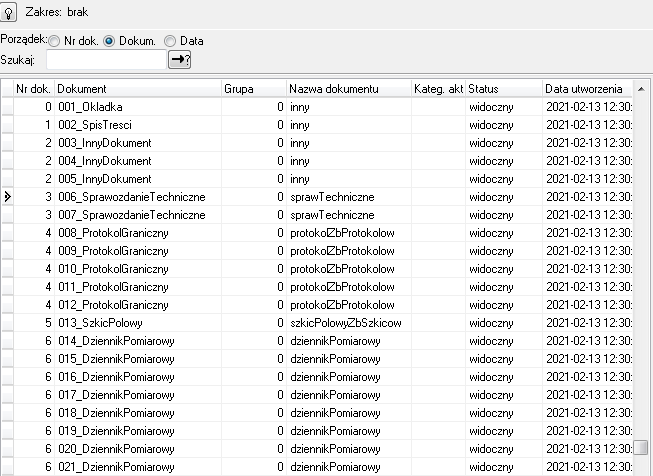 Zakres: brak
Porządek: Nr dok. Dokum. Data
Szukaj: ?
Nr dok. Dokument Grupa Nazwa dokumentu Kateg. akt Status Data utworzenia
0 001_Okladka 0 inny widoczny 2021-02-13 12:30:
1 002_SpisTresci 0 inny widoczny 2021-02-13 12:30:
2 003_InnyDokument 0 inny widoczny 2021-02-13 12:30:
2 004_InnyDokument 0 inny widoczny 2021-02-13 12:30:
2 005_InnyDokument 0 inny widoczny 2021-02-13 12:30:
3 006_SprawozdanieTechniczne 0 sprawTechniczne widoczny 2021-02-13 12:30:
3 007_SprawozdanieTechniczne 0 sprawTechniczne widoczny 2021-02-13 12:30:
4 008_ProtokolGraniczny 0 protokolZbProtokolow widoczny 2021-02-13 12:30:
4 009_ProtokolGraniczny 0 protokolZbProtokolow widoczny 2021-02-13 12:30:
4 010_ProtokolGraniczny 0 protokolZbProtokolow widoczny 2021-02-13 12:30:
4 011_ProtokolGraniczny 0 protokolZbProtokolow widoczny 2021-02-13 12:30:
4 012_ProtokolGraniczny 0 protokolZbProtokolow widoczny 2021-02-13 12:30:
5 013_SzkicPolowy 0 szkicPolowyZbSzkicow widoczny 2021-02-13 12:30:
6 014_DziennikPomiarowy 0 dziennikPomiarowy widoczny 2021-02-13 12:30:
6 015_DziennikPomiarowy 0 dziennikPomiarowy widoczny 2021-02-13 12:30:
6 016_DziennikPomiarowy 0 dziennikPomiarowy widoczny 2021-02-13 12:30:
6 017_DziennikPomiarowy 0 dziennikPomiarowy widoczny 2021-02-13 12:30:
6 018_DziennikPomiarowy 0 dziennikPomiarowy widoczny 2021-02-13 12:30:
6 019_DziennikPomiarowy 0 dziennikPomiarowy widoczny 2021-02-13 12:30:
6 020_DziennikPomiarowy 0 dziennikPomiarowy widoczny 2021-02-13 12:30:
6 021_DziennikPomiarowy 0 dziennikPomiarowy widoczny 2021-02-13 12:30: